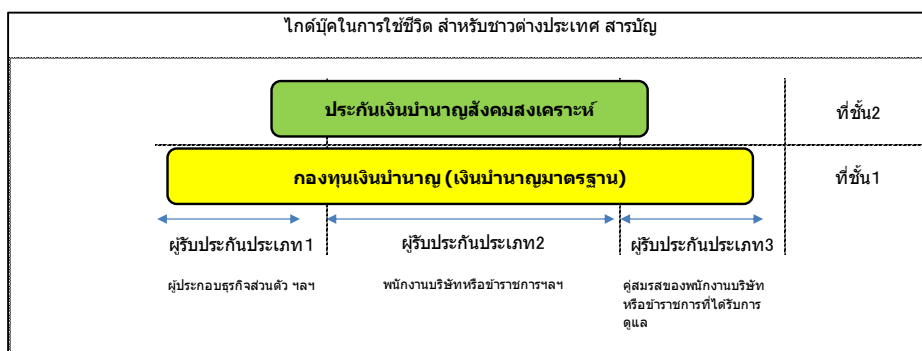 ไกด์บุ๊คในการใช้ชีวิต สำหรับชาวต่างประเทศ สารบัญ
ประกันเงินบำนาญสังคมสงเคราะห์
ที่ชั้น2
กองทุนเงินบำนาญ (เงินบำนาญมาตรฐาน)
ที่ชั้น1
ผู้รับประกันประเภท1
ผู้รับประกันประเภท2
ผู้รับประกันประเภท3
ผู้ประกอบธุรกิจส่วนตัว ฯลฯ
พนักงานบริษัทหรือข้าราชการฯลฯ
คู่สมรสของพนักงานบริษัท
หรือข้าราชการที่ได้รับการ
ดูแล